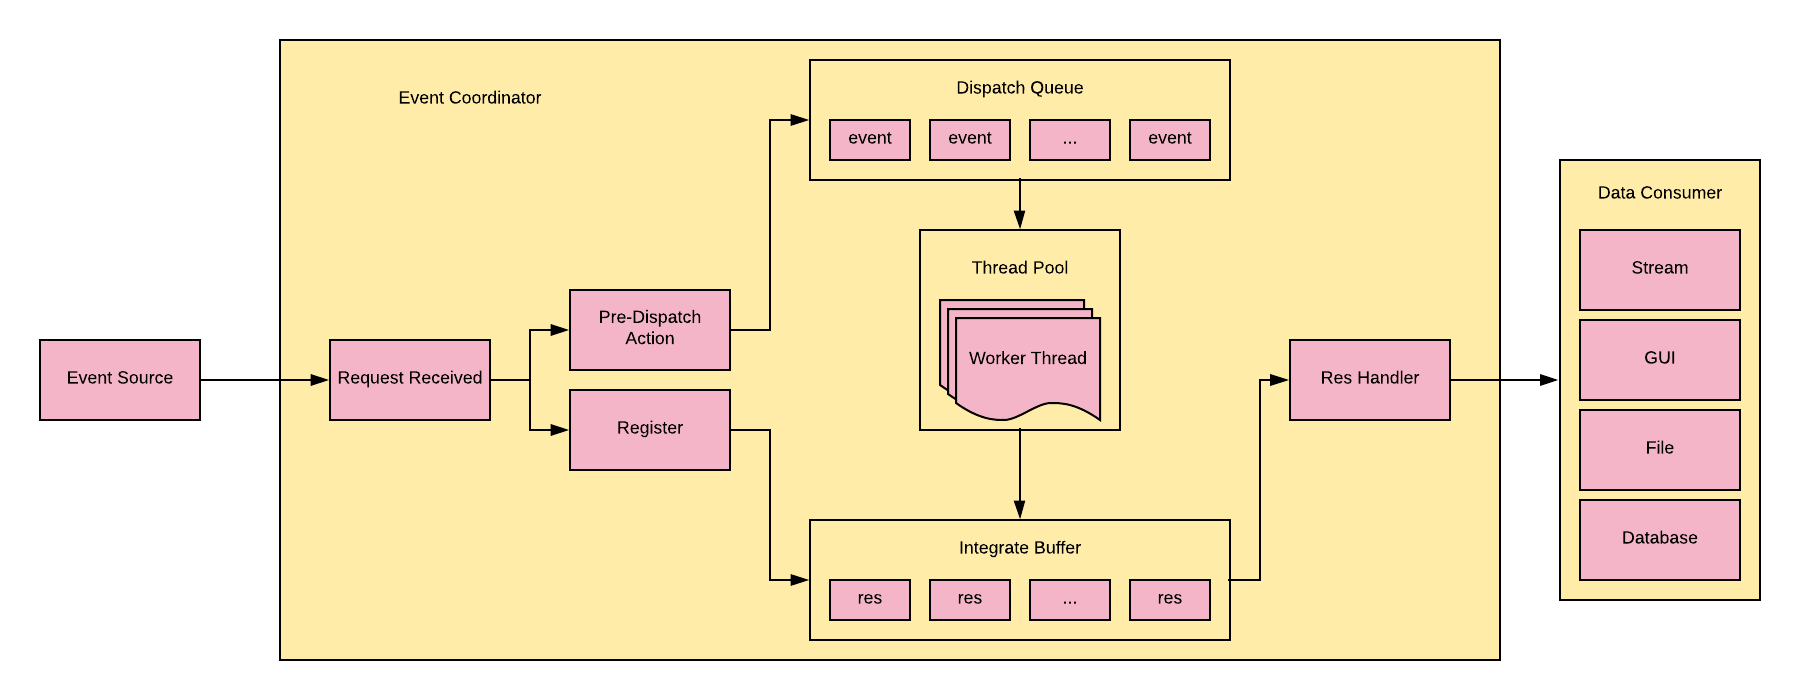 Event Coordinator
Dispatch Queue
event
event
...
event
Thread Pool
Worker Thread
Pre-Dispatch
Action
Event Source
Request Received
Register
Integrate Buffer
res
res
...
res
Res Handler
Data Consumer
Stream
GUI
File
Database